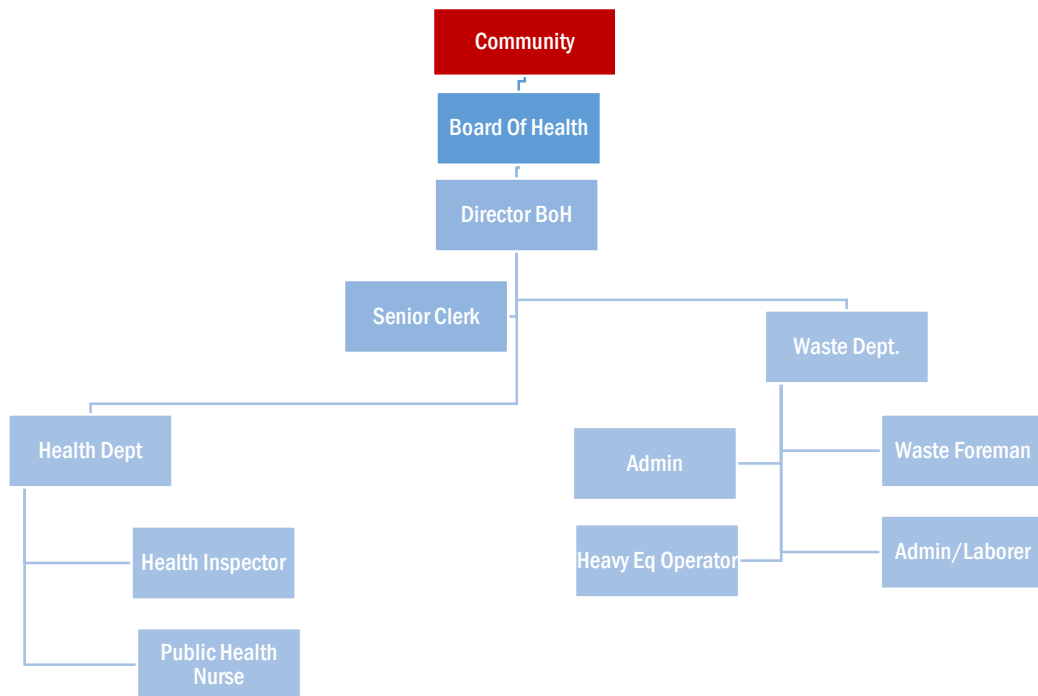 Community
Board Of Health
Director BoH
Senior Clerk
Waste Dept.
Health Dept
Admin
Waste Foreman
Heavy Eq Operator
Admin/Laborer
Health Inspector
Public Health
Nurse